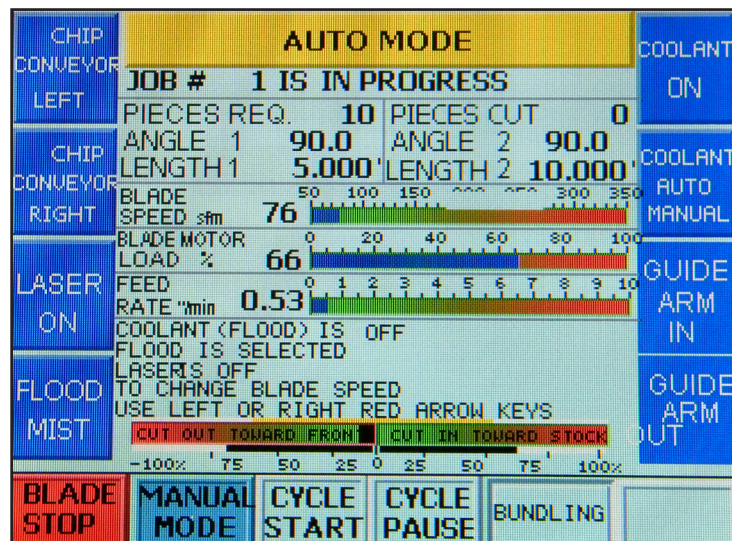 CHIP
CONVEYOR
LEFT
AUTO MODE
COOLANT
ON
JOB # 1 IS IN PROGRESS
PIECES REQ. 10 PIECES CUT 0
ANGLE 1 90.0 ANGLE 2 90.0
LENGTH 1 5.000" LENGTH 2 10.000"
CHIP
CONVEYOR
RIGHT
COOLANT
AUTO
MANUAL
BLADE
SPEED sfm 76
50 100 150 300 350
BLADE MOTOR
LOAD % 66
0 20 40 60 80 100
LASER
ON
GUIDE
ARM
IN
FEED
RATE "/min 0.53
0 1 2 3 4 5 6 7 8 9 10
COOLANT (FLOOD) IS OFF
FLOOD IS SELECTED
LASER IS OFF
TO CHANGE BLADE SPEED
USE LEFT OR RIGHT RED ARROW KEYS
FLOOD
MIST
GUIDE
ARM
OUT
CUT OUT TOWARD FRON CUT IN TOWARD STOCK
-100% 75 50 25 0 25 50 75 100%
BLADE
STOP
MANUAL
MODE
CYCLE
START
CYCLE
PAUSE
BUNDLING